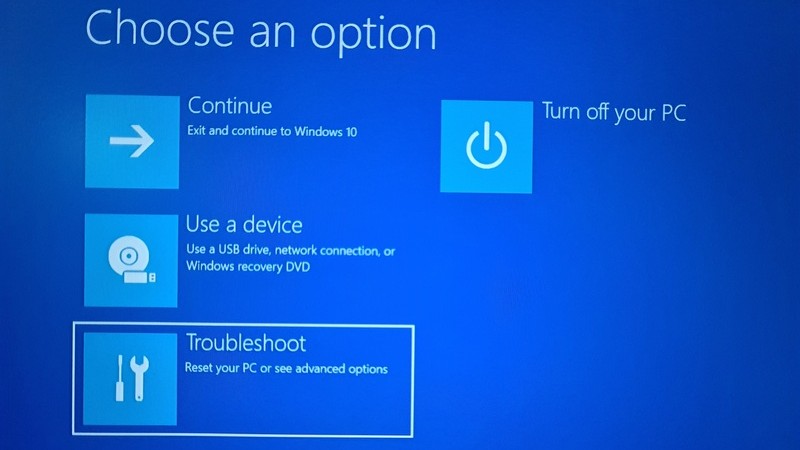 Choose an option
Continue
Exit and continue to Windows 10
Turn off your PC
Use a device
Use a USB drive, network connection, or
Windows recovery DVD
Troubleshoot
Reset your PC or see advanced options